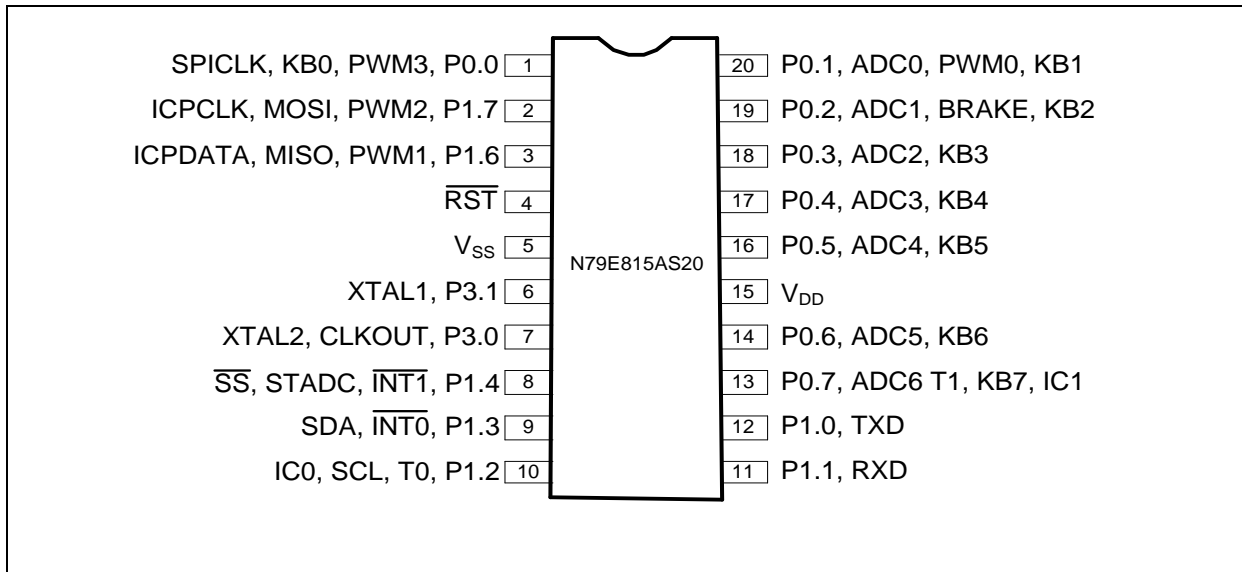 SPICLK, KB0, PWM3, P0.0 1
ICPCLK, MOSI, PWM2, P1.7 2
ICPDATA, MISO, PWM1, P1.6 3
R̅S̅T̅ 4
VSS 5
XTAL1, P3.1 6
XTAL2, CLKOUT, P3.0 7
S̅S̅, STADC, I̅N̅T̅1̅, P1.4 8
SDA, I̅N̅T̅0̅, P1.3 9
IC0, SCL, T0, P1.2 10
N79E815AS20
20 P0.1, ADC0, PWM0, KB1
19 P0.2, ADC1, BRAKE, KB2
18 P0.3, ADC2, KB3
17 P0.4, ADC3, KB4
16 P0.5, ADC4, KB5
15 VDD
14 P0.6, ADC5, KB6
13 P0.7, ADC6 T1, KB7, IC1
12 P1.0, TXD
11 P1.1, RXD